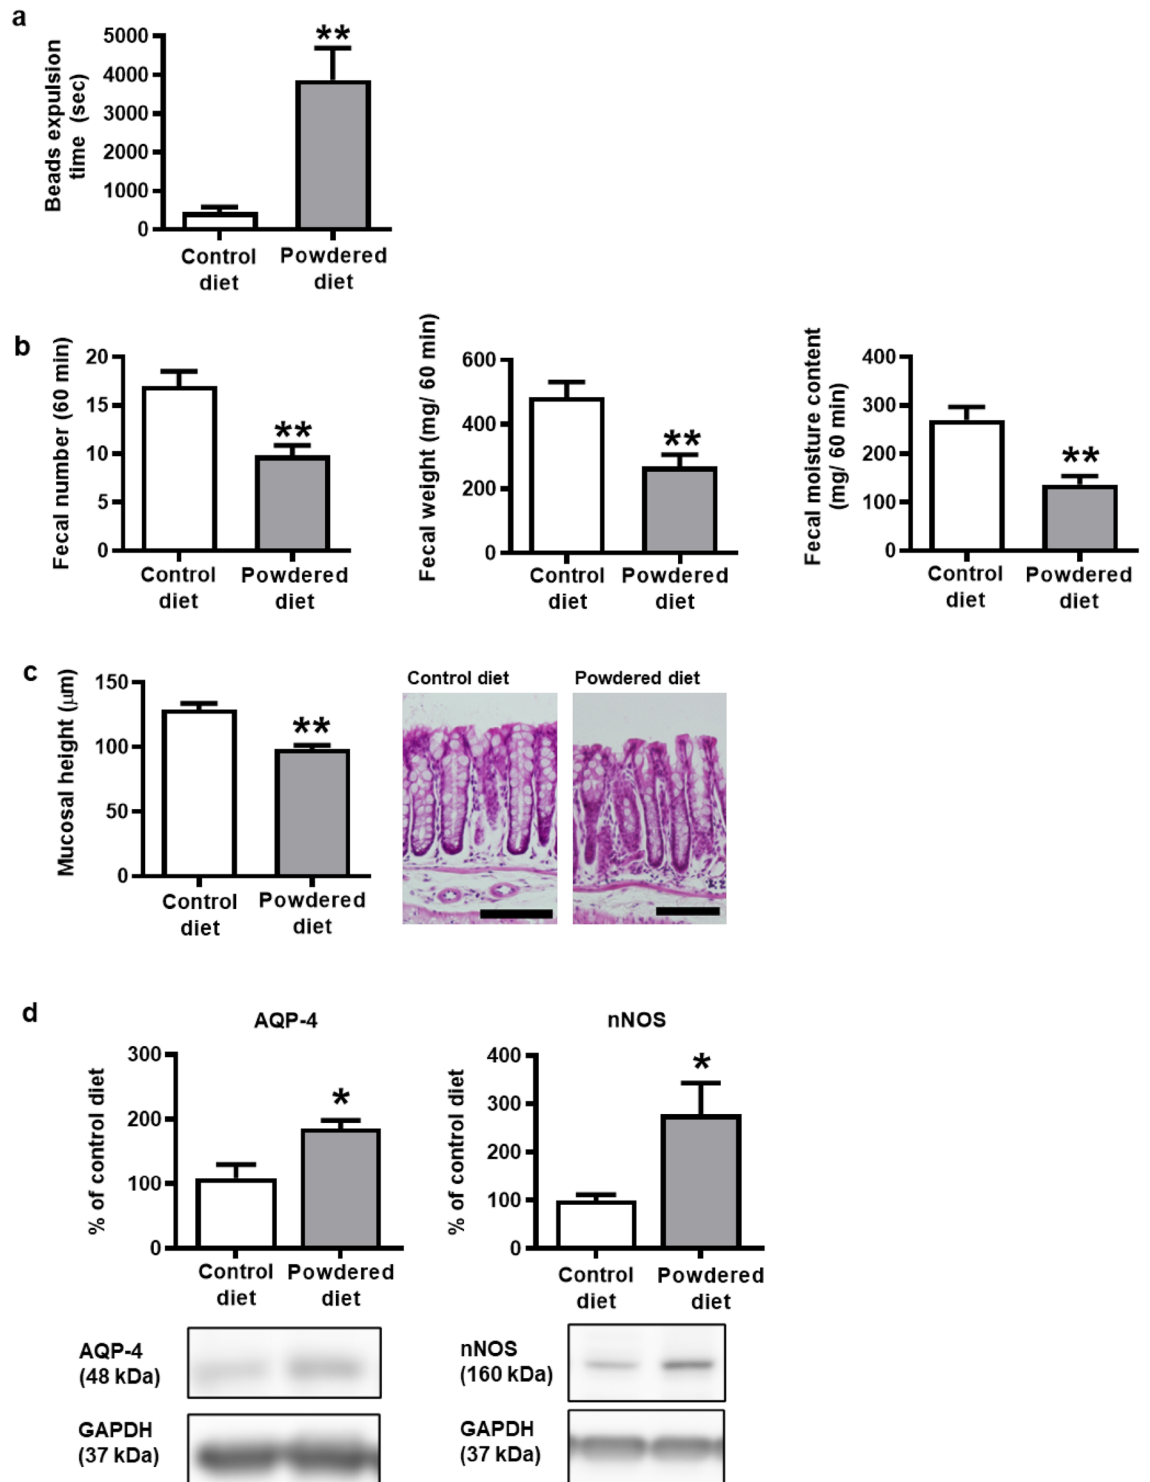 a
Beads expulsion
time (sec)
5000
4000
3000
2000
1000
0
**
Control
diet
Powdered
diet
b
Fecal number (60 min)
20
15
10
5
0
**
Control
diet
Powdered
diet
Fecal weight (mg/ 60 min)
600
400
200
0
**
Control
diet
Powdered
diet
Fecal moisture content
(mg/ 60 min)
400
300
200
100
0
**
Control
diet
Powdered
diet
c
Mucosal height (μm)
150
100
50
0
**
Control
diet
Powdered
diet
Control diet
Powdered diet
d
AQP-4
% of control diet
300
200
100
0
*
Control
diet
Powdered
diet
nNOS
% of control diet
400
300
200
100
0
*
Control
diet
Powdered
diet
AQP-4
(48 kDa)
GAPDH
(37 kDa)
nNOS
(160 kDa)
GAPDH
(37 kDa)